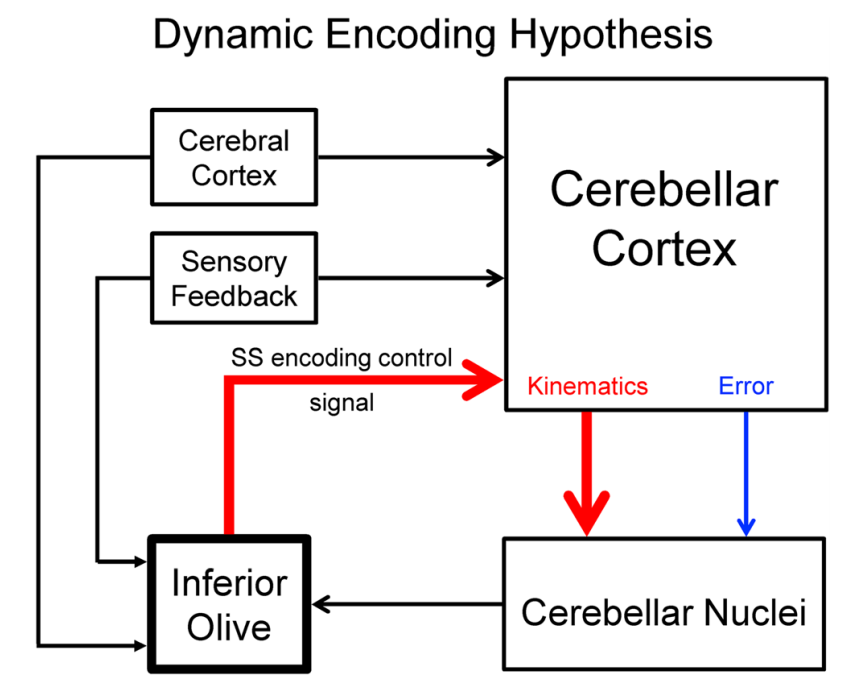 Dynamic Encoding Hypothesis
Cerebral
Cortex
Cerebellar
Cortex
Sensory
Feedback
SS encoding control
signal
Kinematics
Error
Inferior
Olive
Cerebellar Nuclei